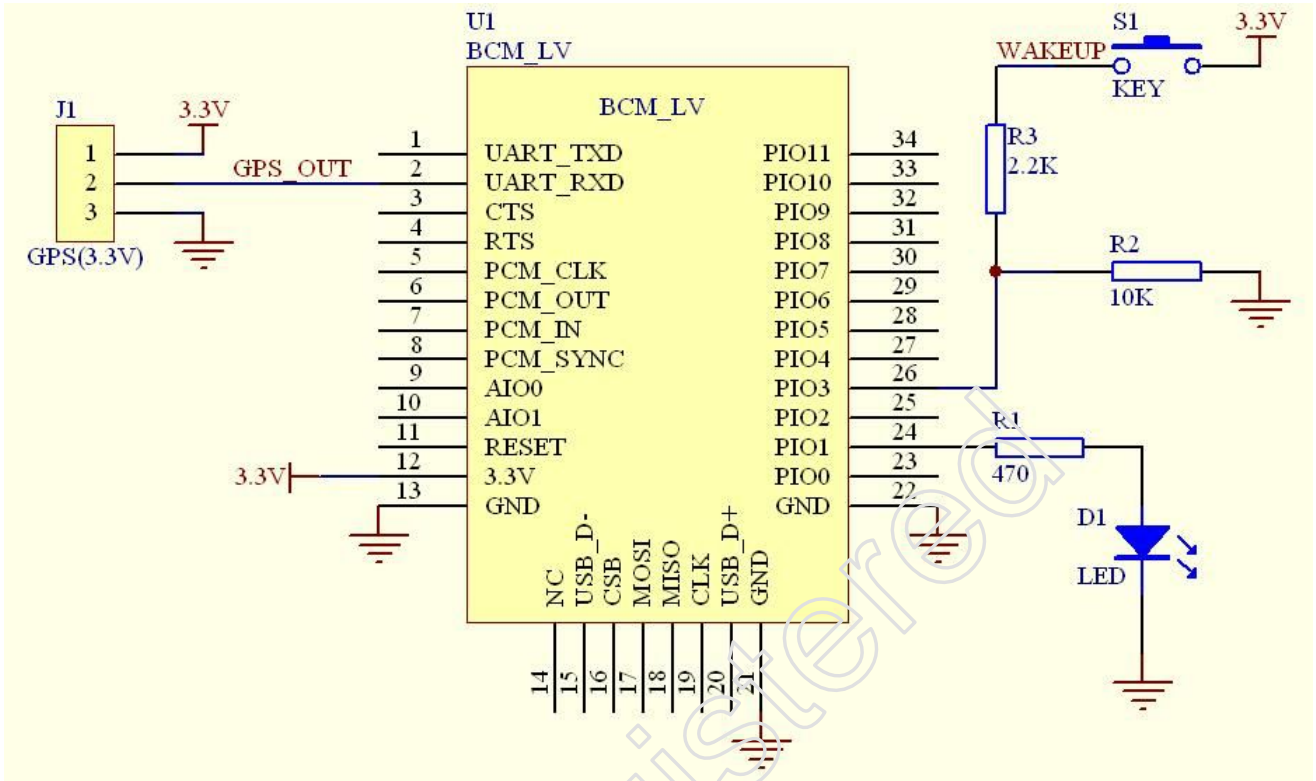 U1
BCM_LV
BCM_LV
J1
3.3V
1
2
3
GPS_OUT
GPS(3.3V)
1 UART_TXD
2 UART_RXD
3 CTS
4 RTS
5 PCM_CLK
6 PCM_OUT
7 PCM_IN
8 PCM_SYNC
9 AIO0
10 AIO1
11 RESET
3.3V 12 3.3V
13 GND
PIO11 34
PIO10 33
PIO9 32
PIO8 31
PIO7 30
PIO6 29
PIO5 28
PIO4 27
PIO3 26
PIO2 25
PIO1 24
PIO0 23
GND 22
NC 14
USB_D- 15
CSB 16
MOSI 17
MISO 18
CLK 19
USB_D+ 20
GND 21
S1
3.3V
WAKEUP
KEY
R3
2.2K
R2
10K
R1
470
D1
LED
istered